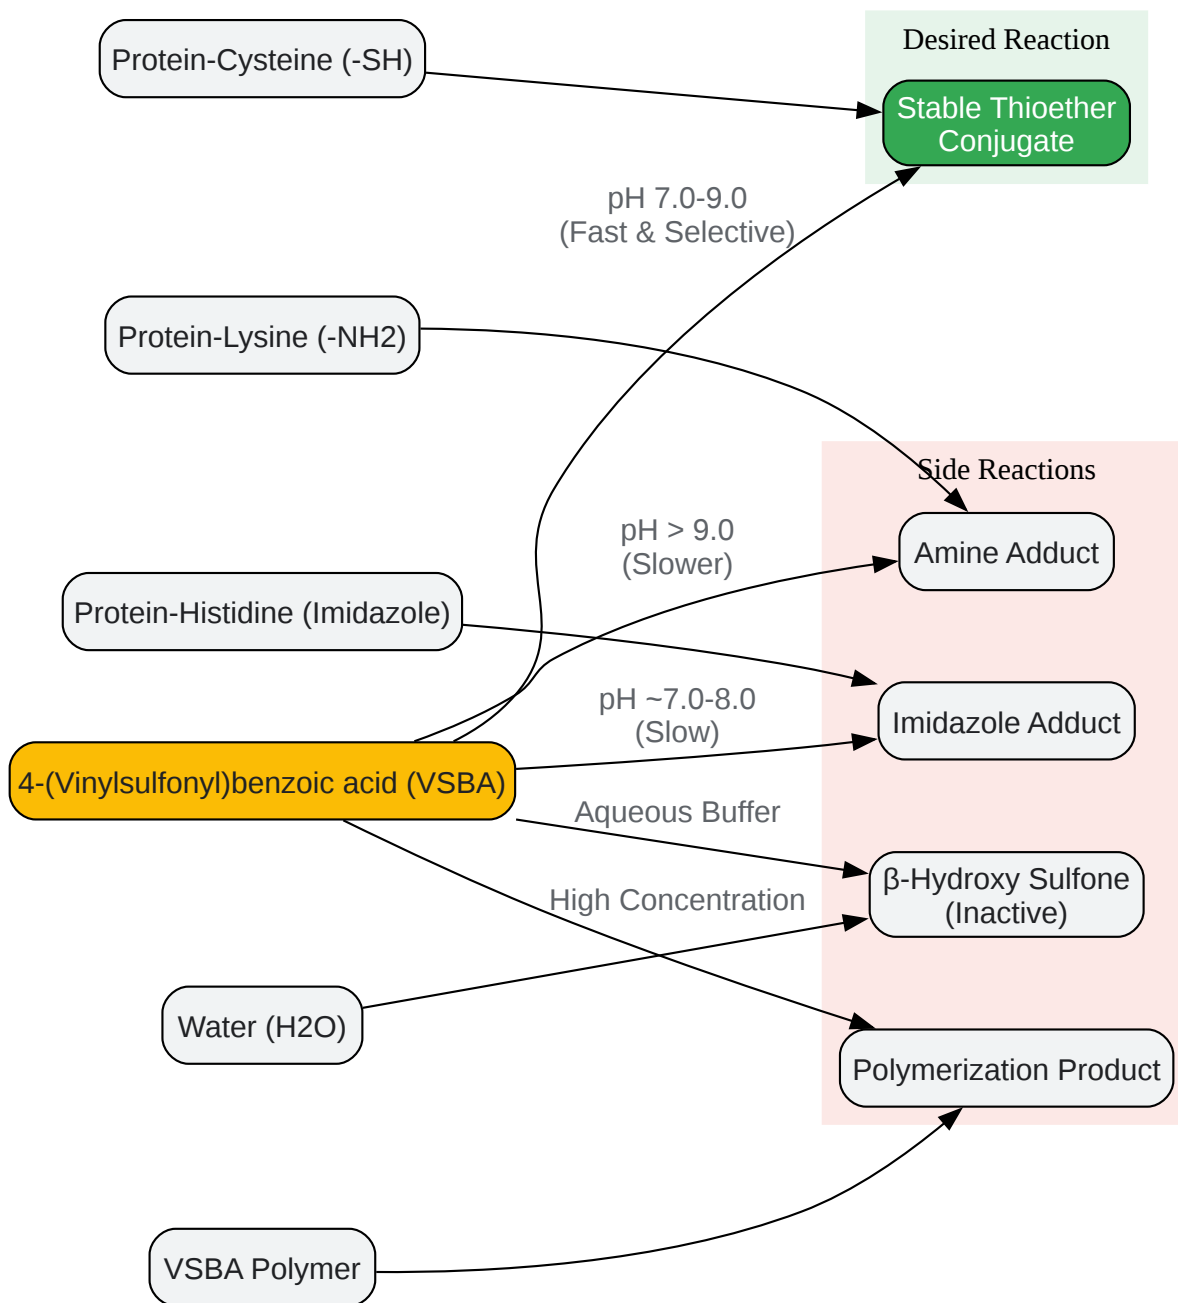 Desired Reaction
Protein-Cysteine (-SH)
Stable Thioether
Conjugate
pH 7.0-9.0
(Fast & Selective)
Protein-Lysine (-NH2)
Side Reactions
pH > 9.0
(Slower)
Amine Adduct
Protein-Histidine (Imidazole)
pH ~7.0-8.0
(Slow)
Imidazole Adduct
4-(Vinylsulfonyl)benzoic acid (VSBA)
Aqueous Buffer
β-Hydroxy Sulfone
(Inactive)
High Concentration
Water (H2O)
Polymerization Product
VSBA Polymer